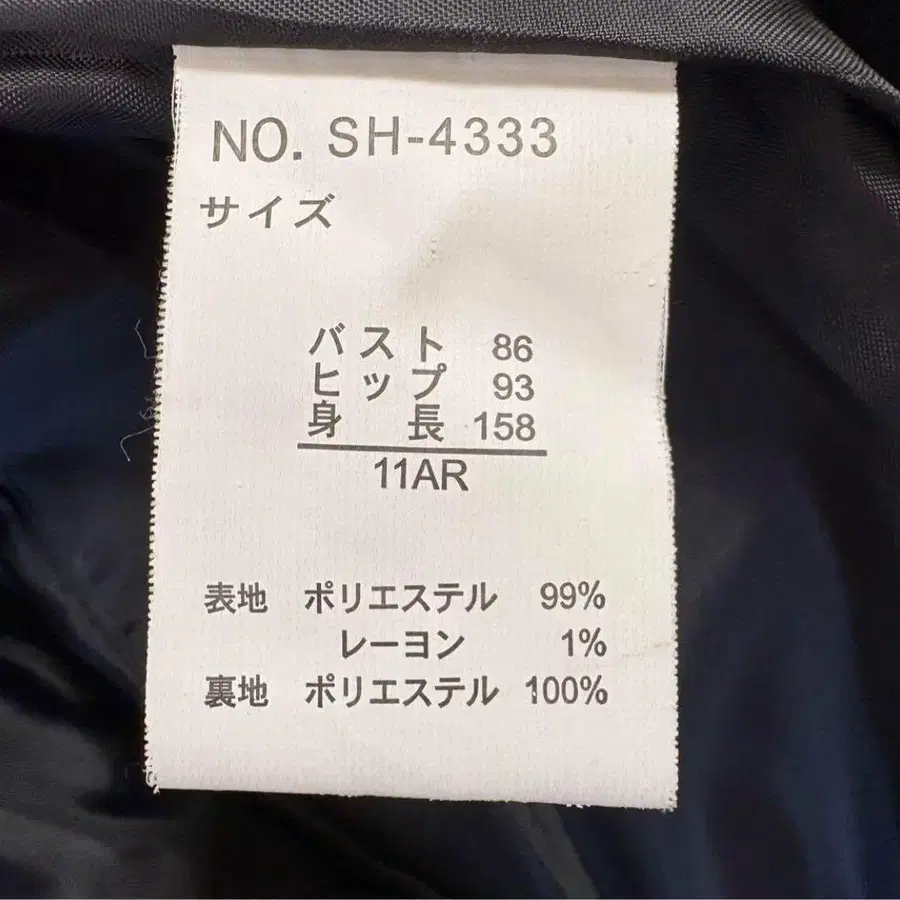 NO. SH-4333
サイズ
バスト 86
ヒップ 93
身長 158
11AR
表地 ポリエステル 99%
レーヨン 1%
裏地 ポリエステル 100%